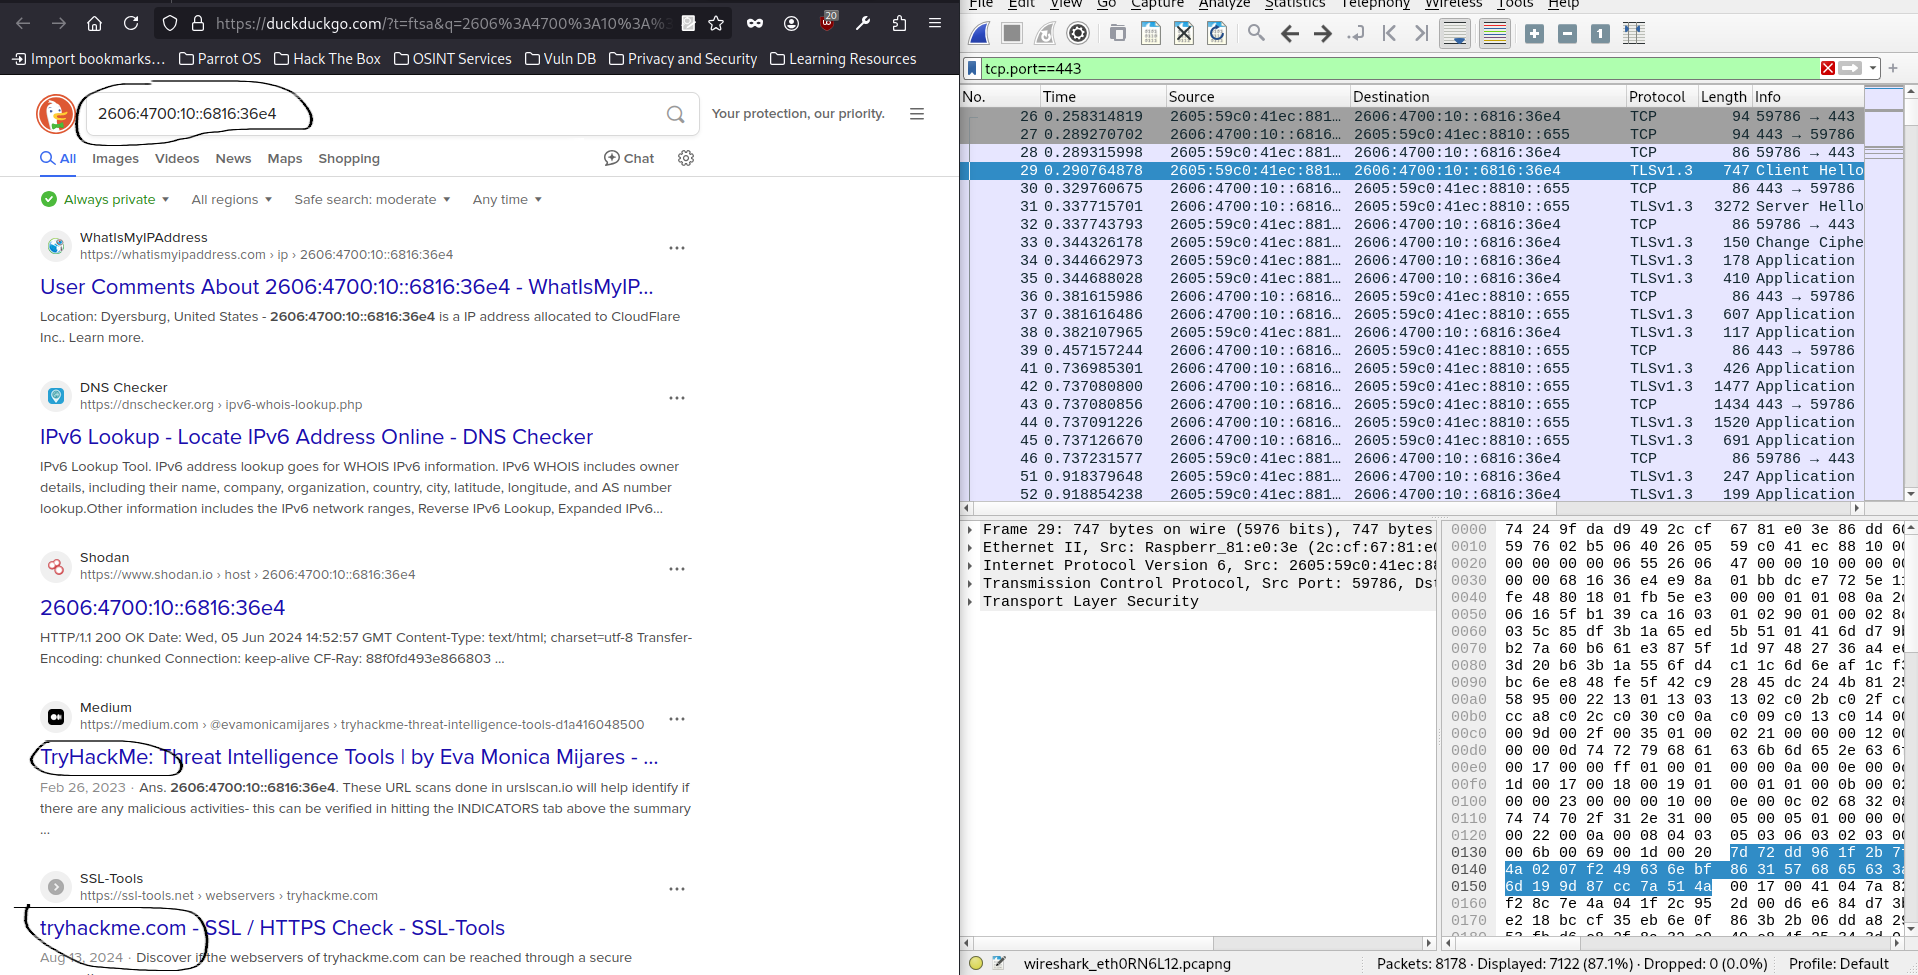 https://duckduckgo.com/?t=ftsa&q=2606%3A4700%3A10%3A%3
20
Import bookmarks... Parrot OS Hack The Box OSINT Services Vuln DB Privacy and Security Learning Resources
2606:4700:10::6816:36e4
Your protection, our priority.
All Images Videos News Maps Shopping Chat
Always private All regions Safe search: moderate Any time
WhatIsMyIPAddress
https://whatismyipaddress.com › ip › 2606:4700:10::6816:36e4
User Comments About 2606:4700:10::6816:36e4 - WhatIsMyIP...
Location: Dyersburg, United States - 2606:4700:10::6816:36e4 is a IP address allocated to CloudFlare
Inc.. Learn more.
DNS Checker
https://dnschecker.org › ipv6-whois-lookup.php
IPv6 Lookup - Locate IPv6 Address Online - DNS Checker
IPv6 Lookup Tool. IPv6 address lookup goes for WHOIS IPv6 information. IPv6 WHOIS includes owner
details, including their name, company, organization, country, city, latitude, longitude, and AS number
lookup.Other information includes the IPv6 network ranges, Reverse IPv6 Lookup, Expanded IPv6...
Shodan
https://www.shodan.io › host › 2606:4700:10::6816:36e4
2606:4700:10::6816:36e4
HTTP/1.1 200 OK Date: Wed, 05 Jun 2024 14:52:57 GMT Content-Type: text/html; charset=utf-8 Transfer-
Encoding: chunked Connection: keep-alive CF-Ray: 88f0fd493e866803 ...
Medium
https://medium.com › @evamonicamijares › tryhackme-threat-intelligence-tools-d1a416048500
TryHackMe: Threat Intelligence Tools | by Eva Monica Mijares - ...
Feb 26, 2023 · Ans. 2606:4700:10::6816:36e4. These URL scans done in urslscan.io will help identify if
there are any malicious activities- this can be verified in hitting the INDICATORS tab above the summary
...
SSL-Tools
https://ssl-tools.net › webservers › tryhackme.com
tryhackme.com - SSL / HTTPS Check - SSL-Tools
Aug 13, 2024 · Discover if the webservers of tryhackme.com can be reached through a secure
File Edit View Go Capture Analyze Statistics Telephony Wireless Tools Help
tcp.port==443
No. Time Source Destination Protocol Length Info
26 0.258314819 2605:59c0:41ec:881… 2606:4700:10::6816:36e4 TCP 94 59786 → 443
27 0.289270702 2606:4700:10::6816… 2605:59c0:41ec:8810::655 TCP 94 443 → 59786
28 0.289315998 2605:59c0:41ec:881… 2606:4700:10::6816:36e4 TCP 86 59786 → 443
29 0.290764878 2605:59c0:41ec:881… 2606:4700:10::6816:36e4 TLSv1.3 747 Client Hello
30 0.329760675 2606:4700:10::6816… 2605:59c0:41ec:8810::655 TCP 86 443 → 59786
31 0.337715701 2606:4700:10::6816… 2605:59c0:41ec:8810::655 TLSv1.3 3272 Server Hello
32 0.337743793 2605:59c0:41ec:881… 2606:4700:10::6816:36e4 TCP 86 59786 → 443
33 0.344326178 2605:59c0:41ec:881… 2606:4700:10::6816:36e4 TLSv1.3 150 Change Ciphe
34 0.344662973 2605:59c0:41ec:881… 2606:4700:10::6816:36e4 TLSv1.3 178 Application
35 0.344688028 2605:59c0:41ec:881… 2606:4700:10::6816:36e4 TLSv1.3 410 Application
36 0.381615986 2606:4700:10::6816… 2605:59c0:41ec:8810::655 TCP 86 443 → 59786
37 0.381616486 2606:4700:10::6816… 2605:59c0:41ec:8810::655 TLSv1.3 607 Application
38 0.382107965 2605:59c0:41ec:881… 2606:4700:10::6816:36e4 TLSv1.3 117 Application
39 0.457157244 2606:4700:10::6816… 2605:59c0:41ec:8810::655 TCP 86 443 → 59786
41 0.736985301 2606:4700:10::6816… 2605:59c0:41ec:8810::655 TLSv1.3 426 Application
42 0.737080800 2606:4700:10::6816… 2605:59c0:41ec:8810::655 TLSv1.3 1477 Application
43 0.737080856 2606:4700:10::6816… 2605:59c0:41ec:8810::655 TCP 1434 443 → 59786
44 0.737091226 2606:4700:10::6816… 2605:59c0:41ec:8810::655 TLSv1.3 1520 Application
45 0.737126670 2606:4700:10::6816… 2605:59c0:41ec:8810::655 TLSv1.3 691 Application
46 0.737231577 2605:59c0:41ec:881… 2606:4700:10::6816:36e4 TCP 86 59786 → 443
51 0.918379648 2605:59c0:41ec:881… 2606:4700:10::6816:36e4 TLSv1.3 247 Application
52 0.918854238 2605:59c0:41ec:881… 2606:4700:10::6816:36e4 TLSv1.3 199 Application
Frame 29: 747 bytes on wire (5976 bits), 747 bytes
Ethernet II, Src: Raspberr_81:e0:3e (2c:cf:67:81:e0
Internet Protocol Version 6, Src: 2605:59c0:41ec:88
Transmission Control Protocol, Src Port: 59786, Dst
Transport Layer Security
0000 74 24 9f da d9 49 2c cf 67 81 e0 3e 86 dd 60
0010 59 76 02 b5 06 40 26 05 59 c0 41 ec 88 10 00
0020 00 00 00 00 06 55 26 06 47 00 00 10 00 00 00
0030 00 00 68 16 36 e4 e9 8a 01 bb dc e7 72 5e 11
0040 fe 48 80 18 01 fb 5e e3 00 00 01 01 08 0a 2c
0050 06 16 5f b1 39 ca 16 03 01 02 90 01 00 02 8c
0060 03 5c 85 df 3b 1a 65 ed 5b 51 01 41 6d d7 9b
0070 b2 7a 60 b6 61 e3 87 5f 1d 97 48 27 36 a4 e6
0080 3d 20 b6 3b 1a 55 6f d4 c1 1c 6d 6e af 1c f3
0090 bc 6e e8 48 fe 5f 42 c9 28 45 dc 24 4b 81 25
00a0 58 95 00 22 13 01 13 03 13 02 c0 2b c0 2f cc
00b0 cc a8 c0 2c c0 30 c0 0a c0 09 c0 13 c0 14 00
00c0 00 9d 00 2f 00 35 01 00 02 21 00 00 00 12 00
00d0 00 00 0d 74 72 79 68 61 63 6b 6d 65 2e 63 6f
00e0 00 17 00 00 ff 01 00 01 00 00 0a 00 0e 00 0c
00f0 1d 00 17 00 18 00 19 01 00 01 01 00 0b 00 02
0100 00 00 23 00 00 00 10 00 0e 00 0c 02 68 32 08
0110 74 74 70 2f 31 2e 31 00 05 00 05 01 00 00 00
0120 00 22 00 0a 00 08 04 03 05 03 06 03 02 03 00
0130 00 6b 00 69 00 1d 00 20 7d 72 dd 96 1f 2b 7f
0140 4a 02 07 f2 49 63 6e bf 86 31 57 68 65 63 3a
0150 6d 19 9d 87 cc 7a 51 4a 00 17 00 41 04 7a 82
0160 f2 8c 7e 4a 04 1f 2c 95 2d 00 d6 e6 84 d7 3b
0170 e2 18 bc cf 35 eb 6e 0f 86 3b 2b 06 dd a8 29
wireshark_eth0RN6L12.pcapng
Packets: 8178 · Displayed: 7122 (87.1%) · Dropped: 0 (0.0%) Profile: Default